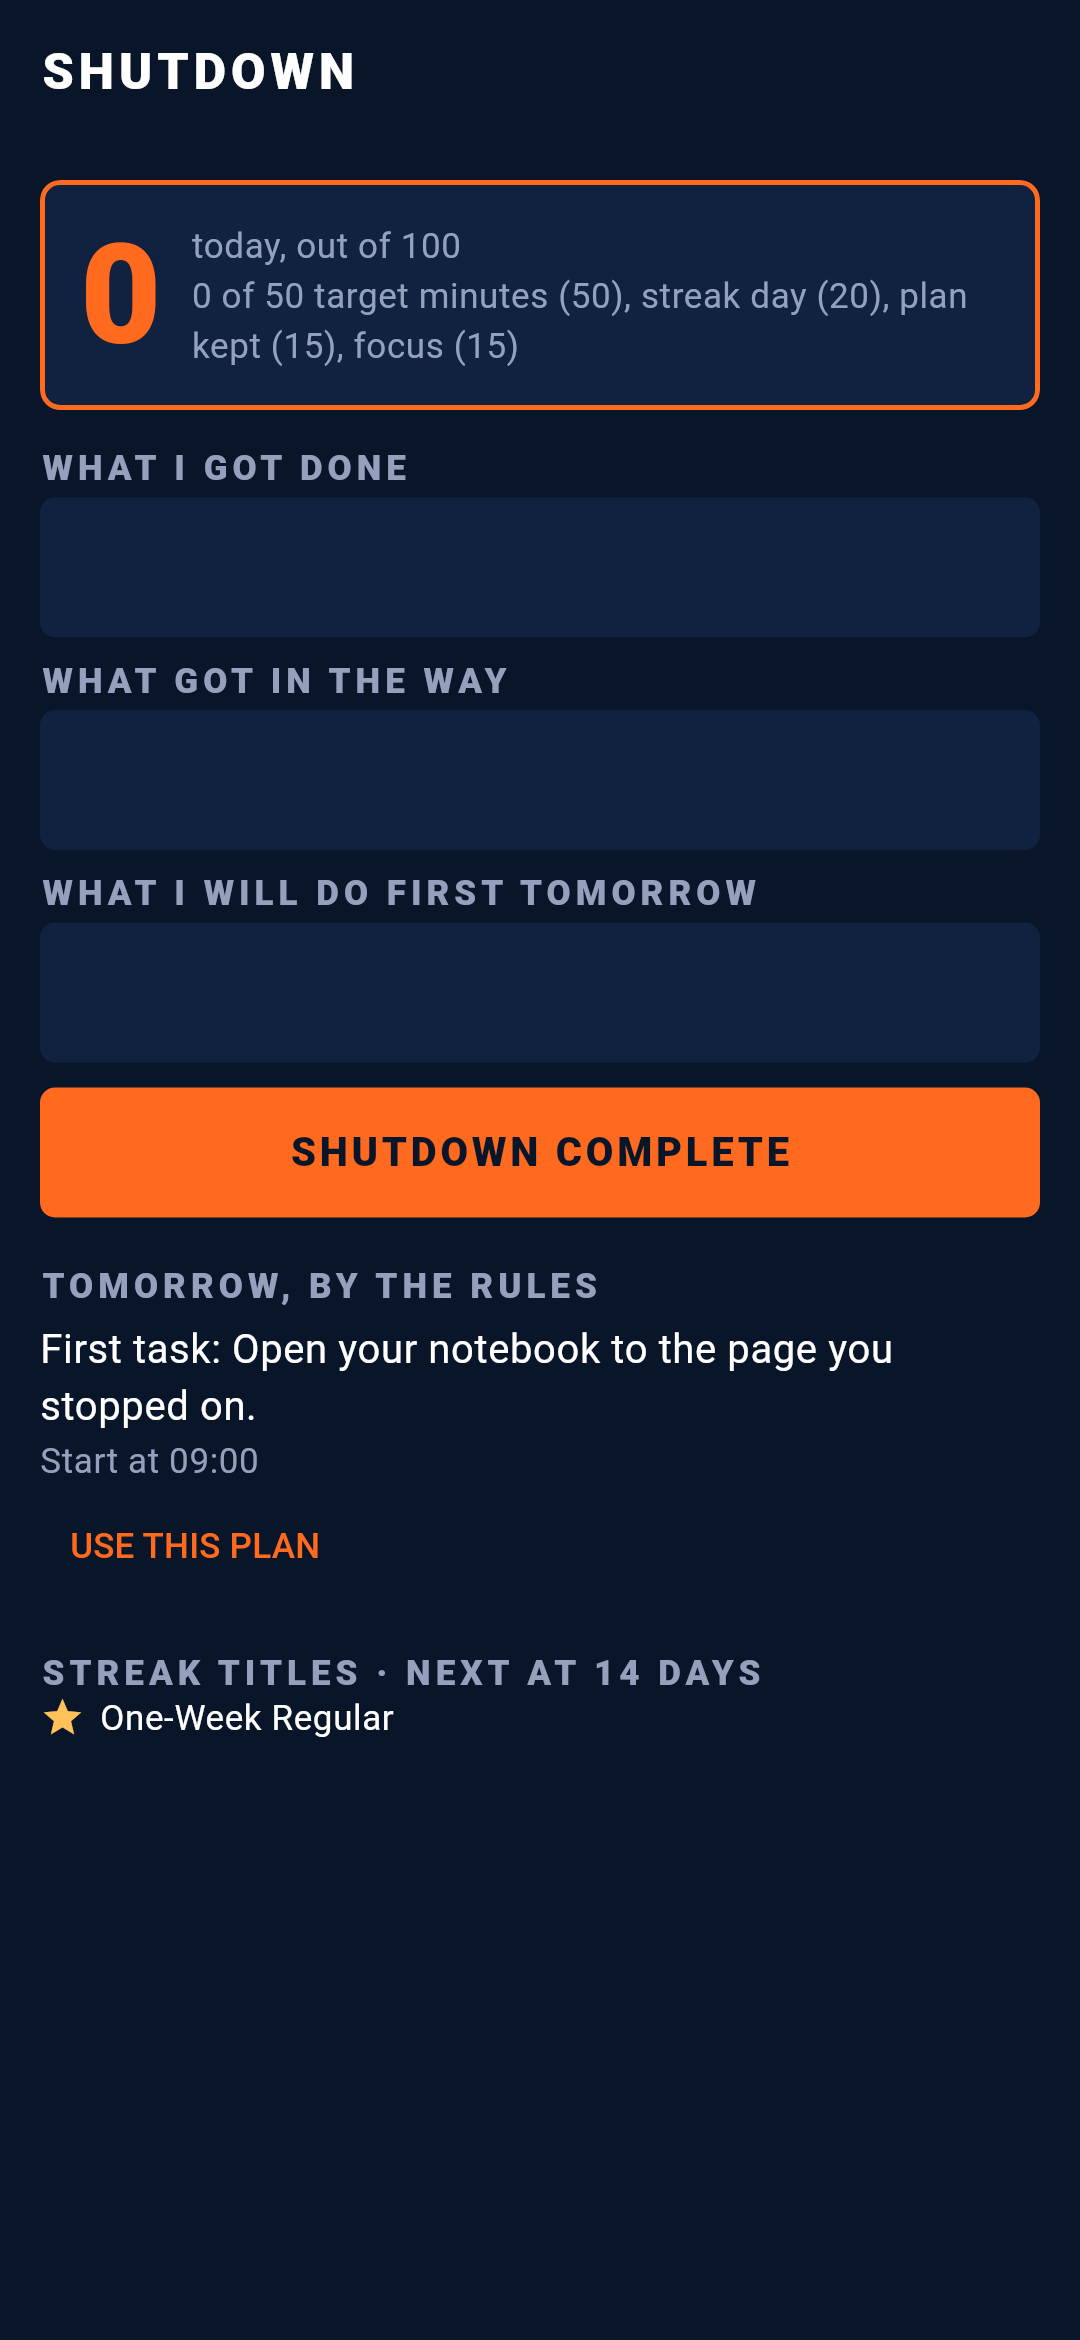 SHUTDOWN
0
today, out of 100
0 of 50 target minutes (50), streak day (20), plan
kept (15), focus (15)
WHAT I GOT DONE
WHAT GOT IN THE WAY
WHAT I WILL DO FIRST TOMORROW
SHUTDOWN COMPLETE
TOMORROW, BY THE RULES
First task: Open your notebook to the page you
stopped on.
Start at 09:00
USE THIS PLAN
STREAK TITLES · NEXT AT 14 DAYS
One-Week Regular